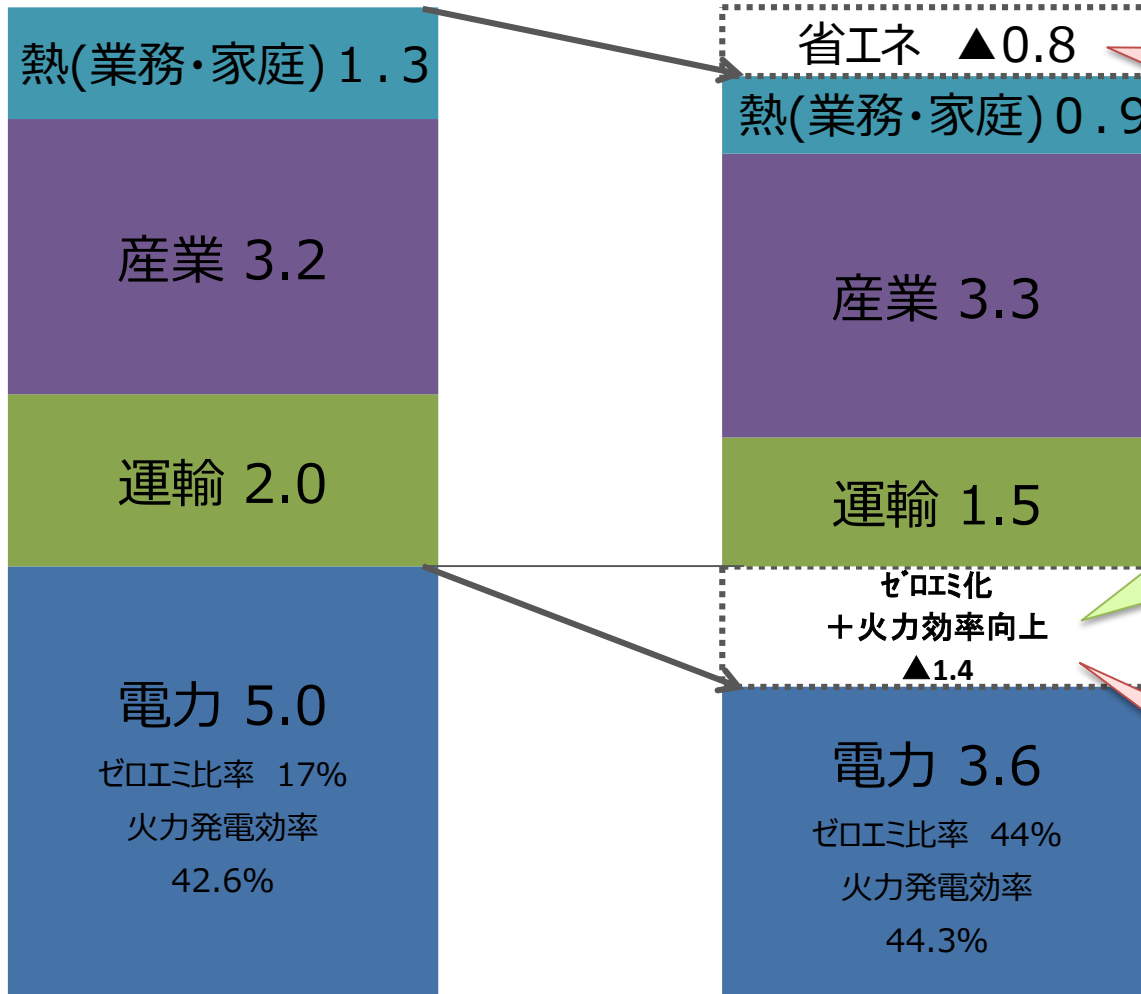 熱(業務・家庭)1.3
産業 3.2
運輸 2.0
電力 5.0
ゼロエミ比率 17%
火力発電効率
42.6%
省エネ ▲0.8
熱(業務・家庭)0.9
産業 3.3
運輸 1.5
ゼロエミ化
＋火力効率向上
▲1.4
電力 3.6
ゼロエミ比率 44%
火力発電効率
44.3%